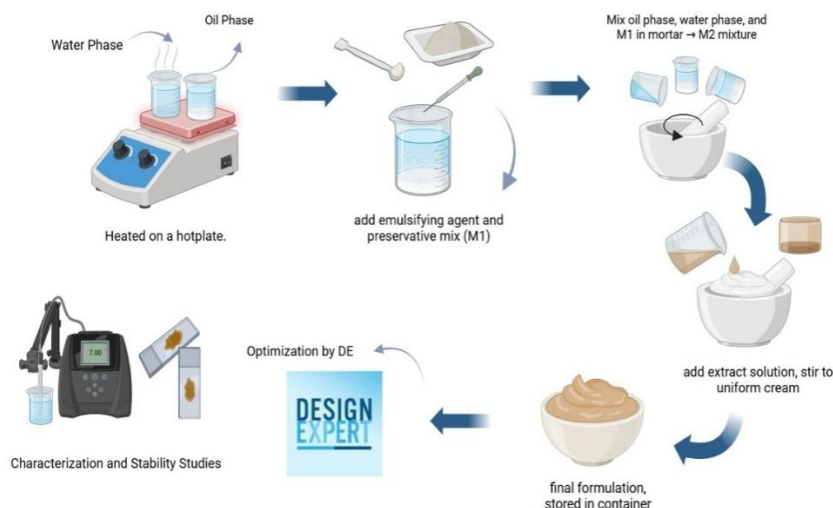 Oil Phase
Water Phase
Heated on a hotplate.
add emulsifying agent and
preservative mix (M1)
Mix oil phase, water phase, and
M1 in mortar → M2 mixture
add extract solution, stir to
uniform cream
final formulation,
stored in container
Optimization by DE
DESIGN
EXPERT
7.00
Characterization and Stability Studies